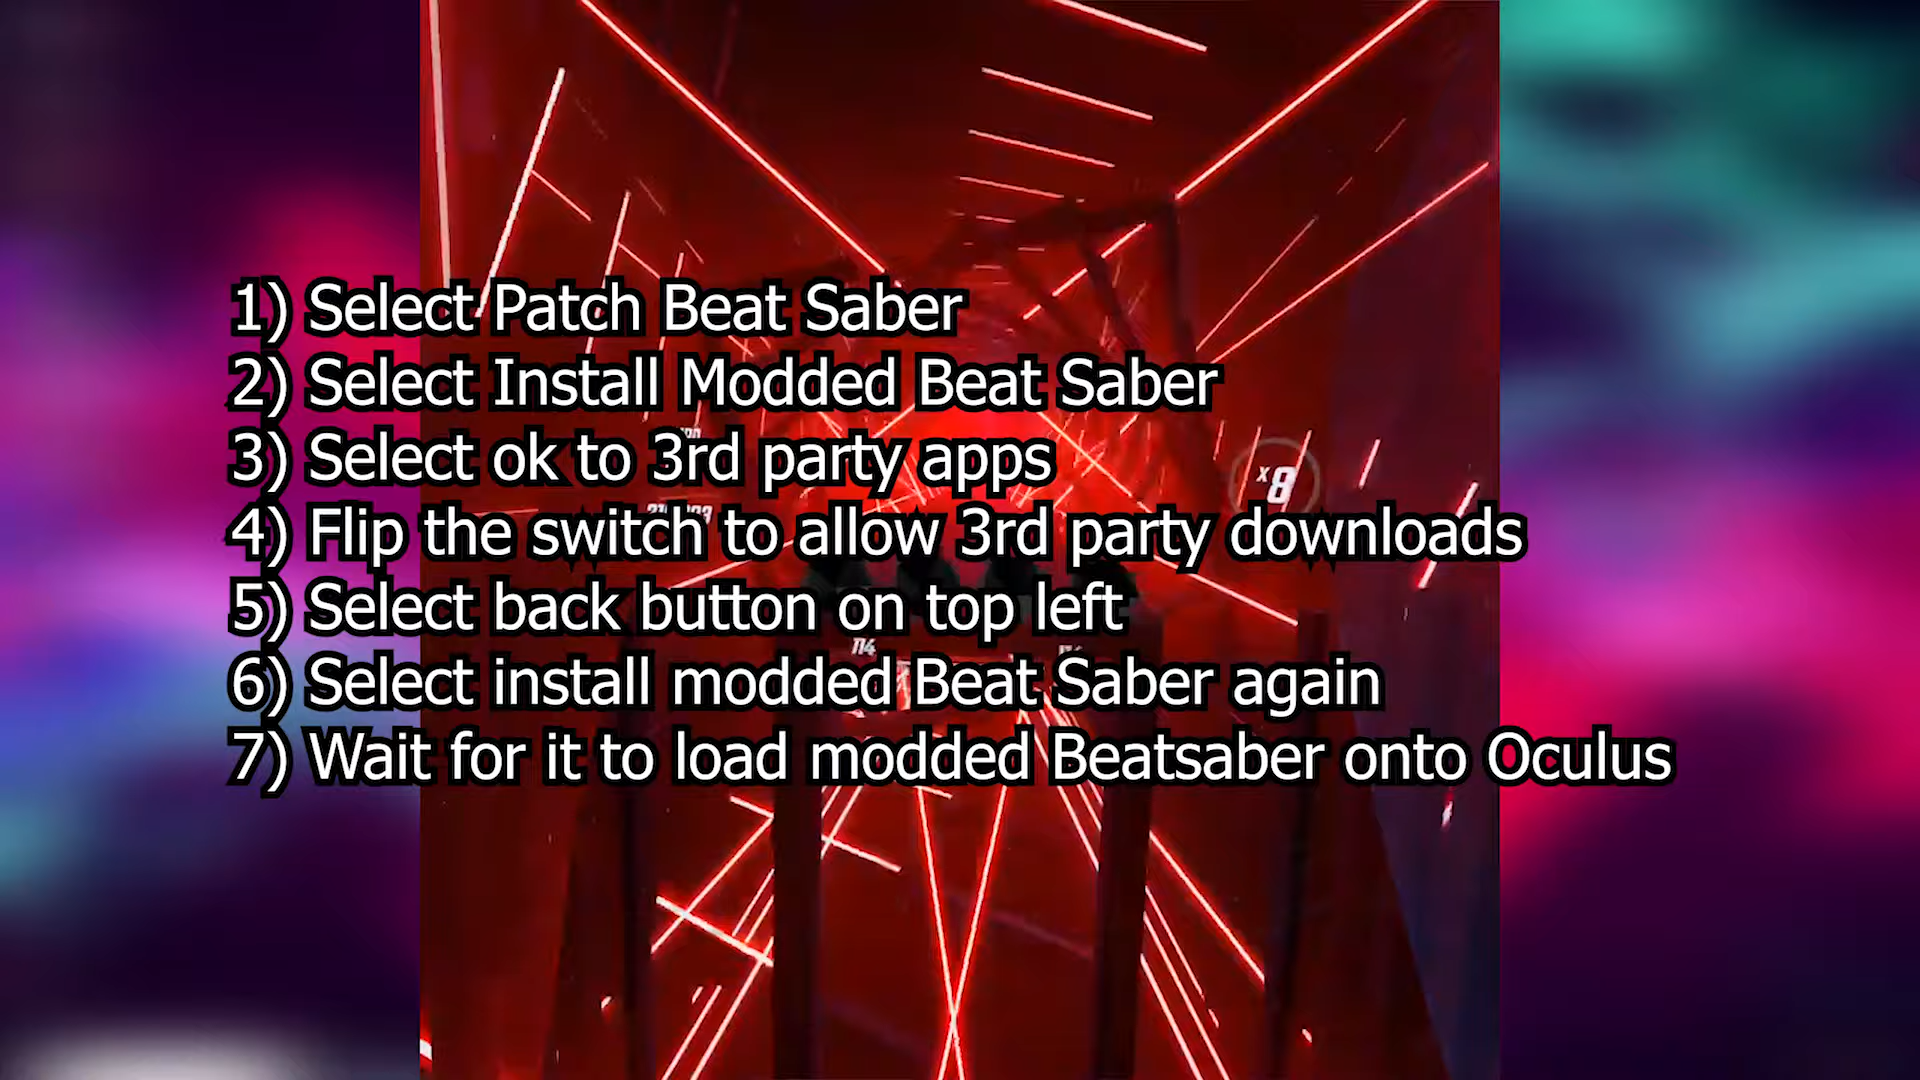 1) Select Patch Beat Saber
2) Select Install Modded Beat Saber
3) Select ok to 3rd party apps
x8
4) Flip the switch to allow 3rd party downloads
5) Select back button on top left
114
6) Select install modded Beat Saber again
7) Wait for it to load modded Beatsaber onto Oculus